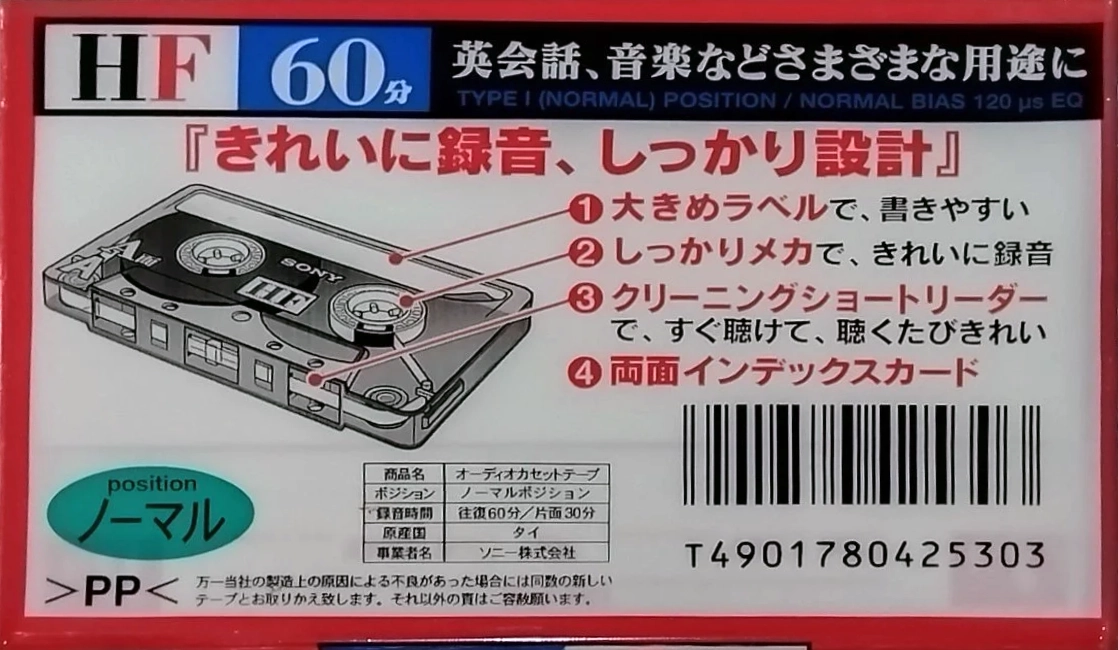 HF 60分 英会話、音楽などさまざまな用途に
TYPE I (NORMAL) POSITION / NORMAL BIAS 120 μs EQ
『きれいに録音、しっかり設計』
❶大きめラベルで、書きやすい
❷しっかりメカで、きれいに録音
❸クリーニングショートリーダー
で、すぐ聴けて、聴くたびきれい
❹両面インデックスカード
A
SONY
HF
position
ノーマル
商品名 オーディオカセットテープ
ポジション ノーマルポジション
録音時間 往復60分/片面30分
原産国 タイ
事業者名 ソニー株式会社
T4901780425303
>PP<
万一当社の製造上の原因による不良があった場合には同数の新しい
テープとお取りかえ致します。それ以外の責はご容赦願います。